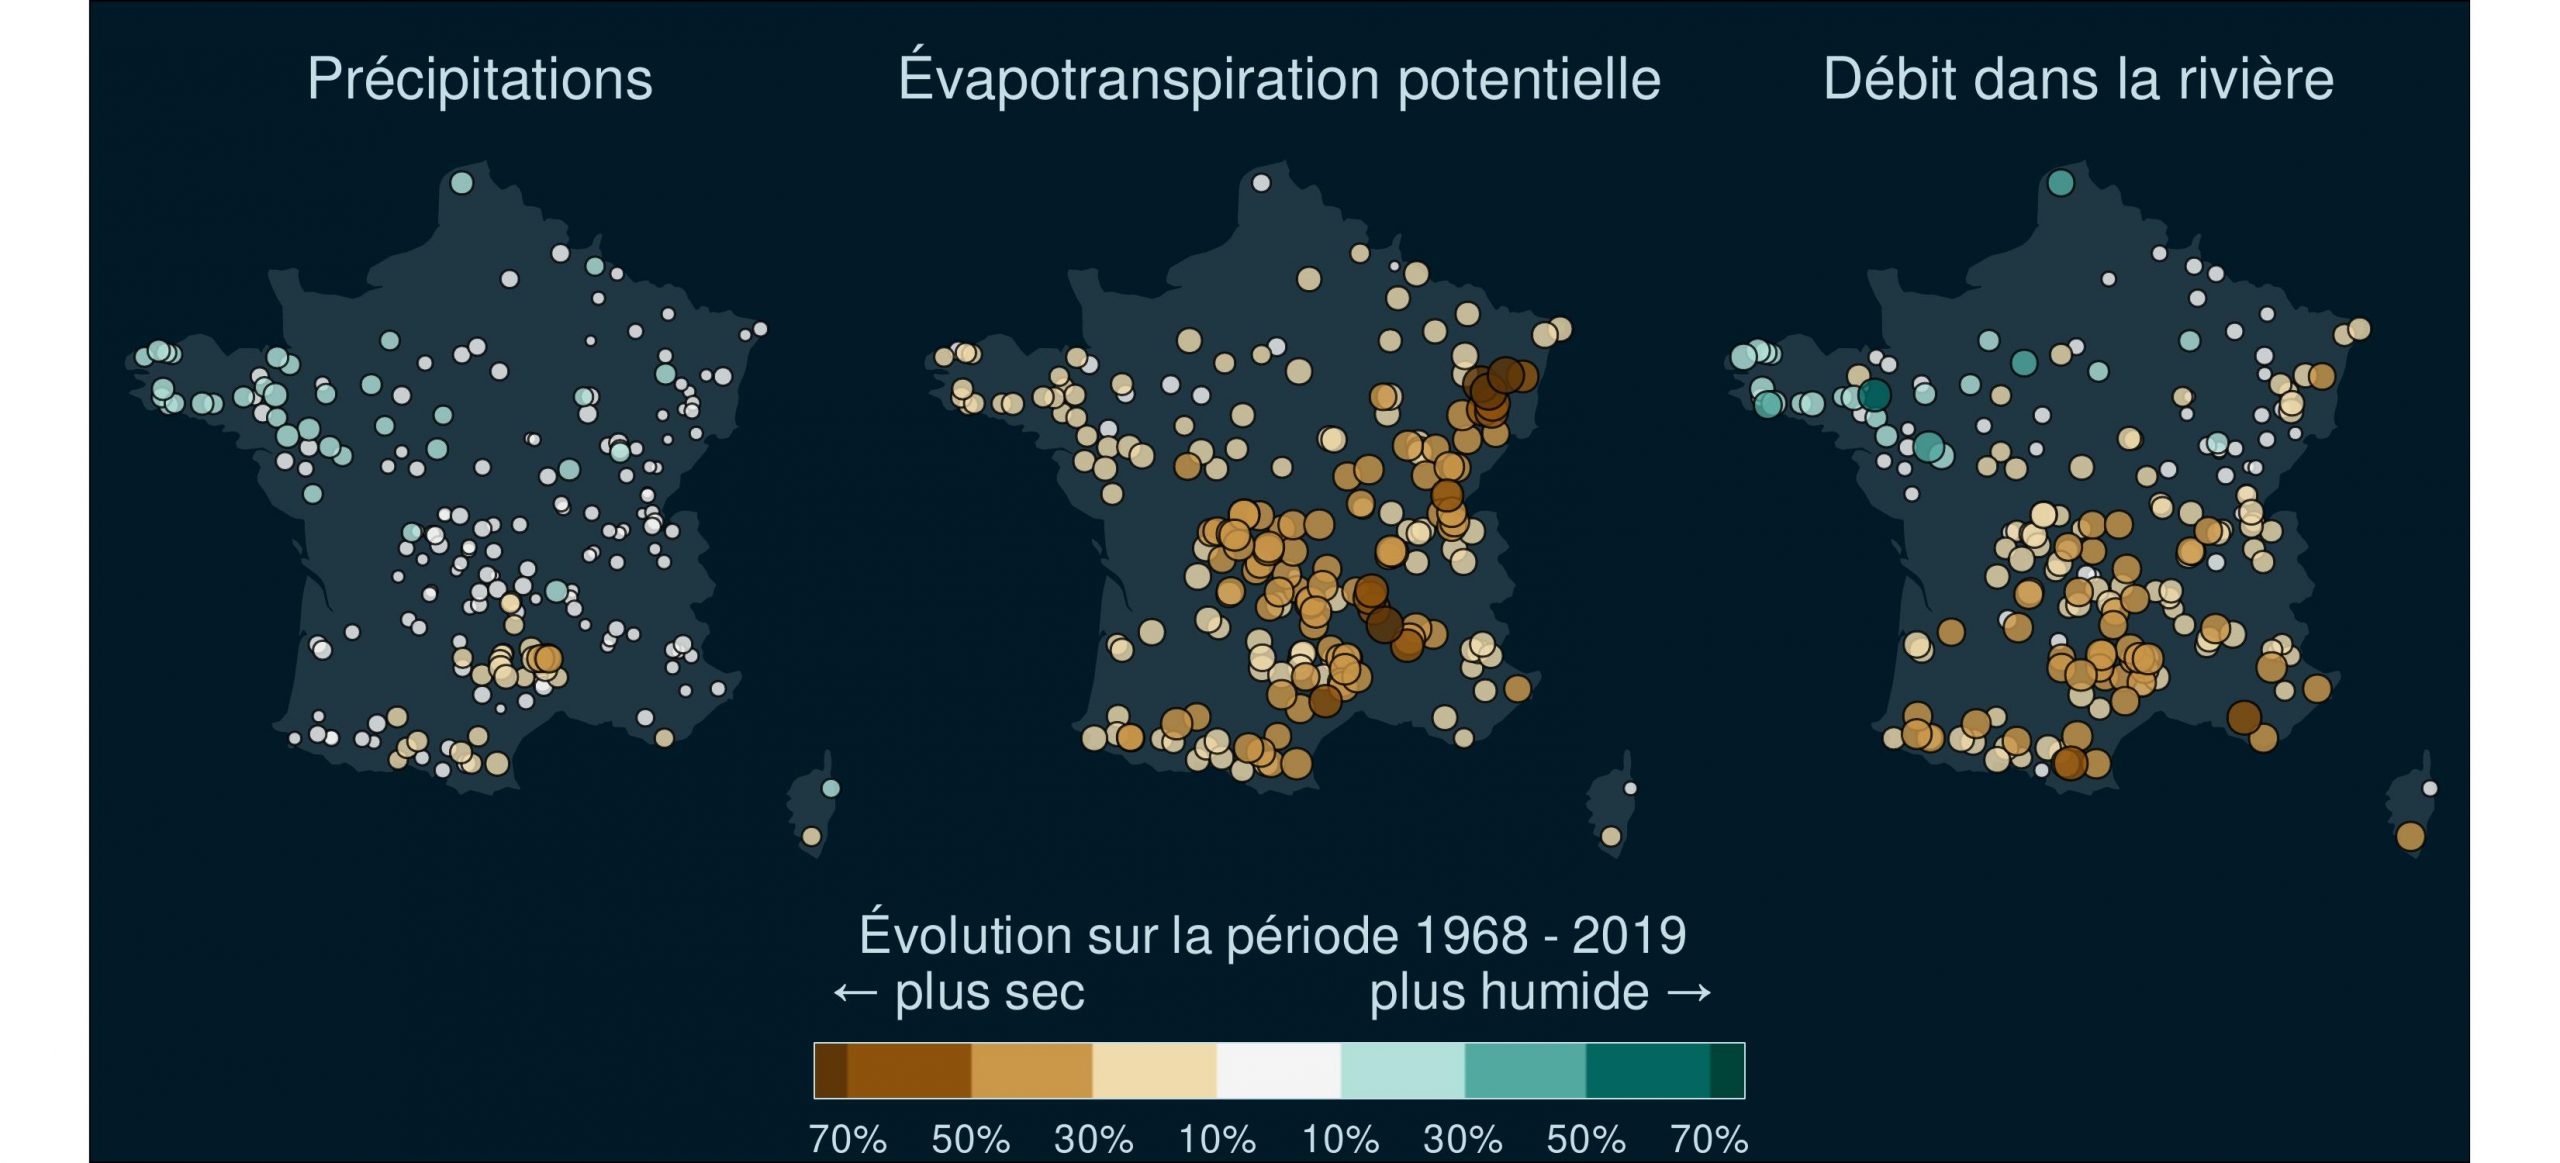 Précipitations
Évapotranspiration potentielle
Débit dans la rivière
Évolution sur la période 1968 - 2019
← plus sec
plus humide →
70% 50% 30% 10% 10% 30% 50% 70%